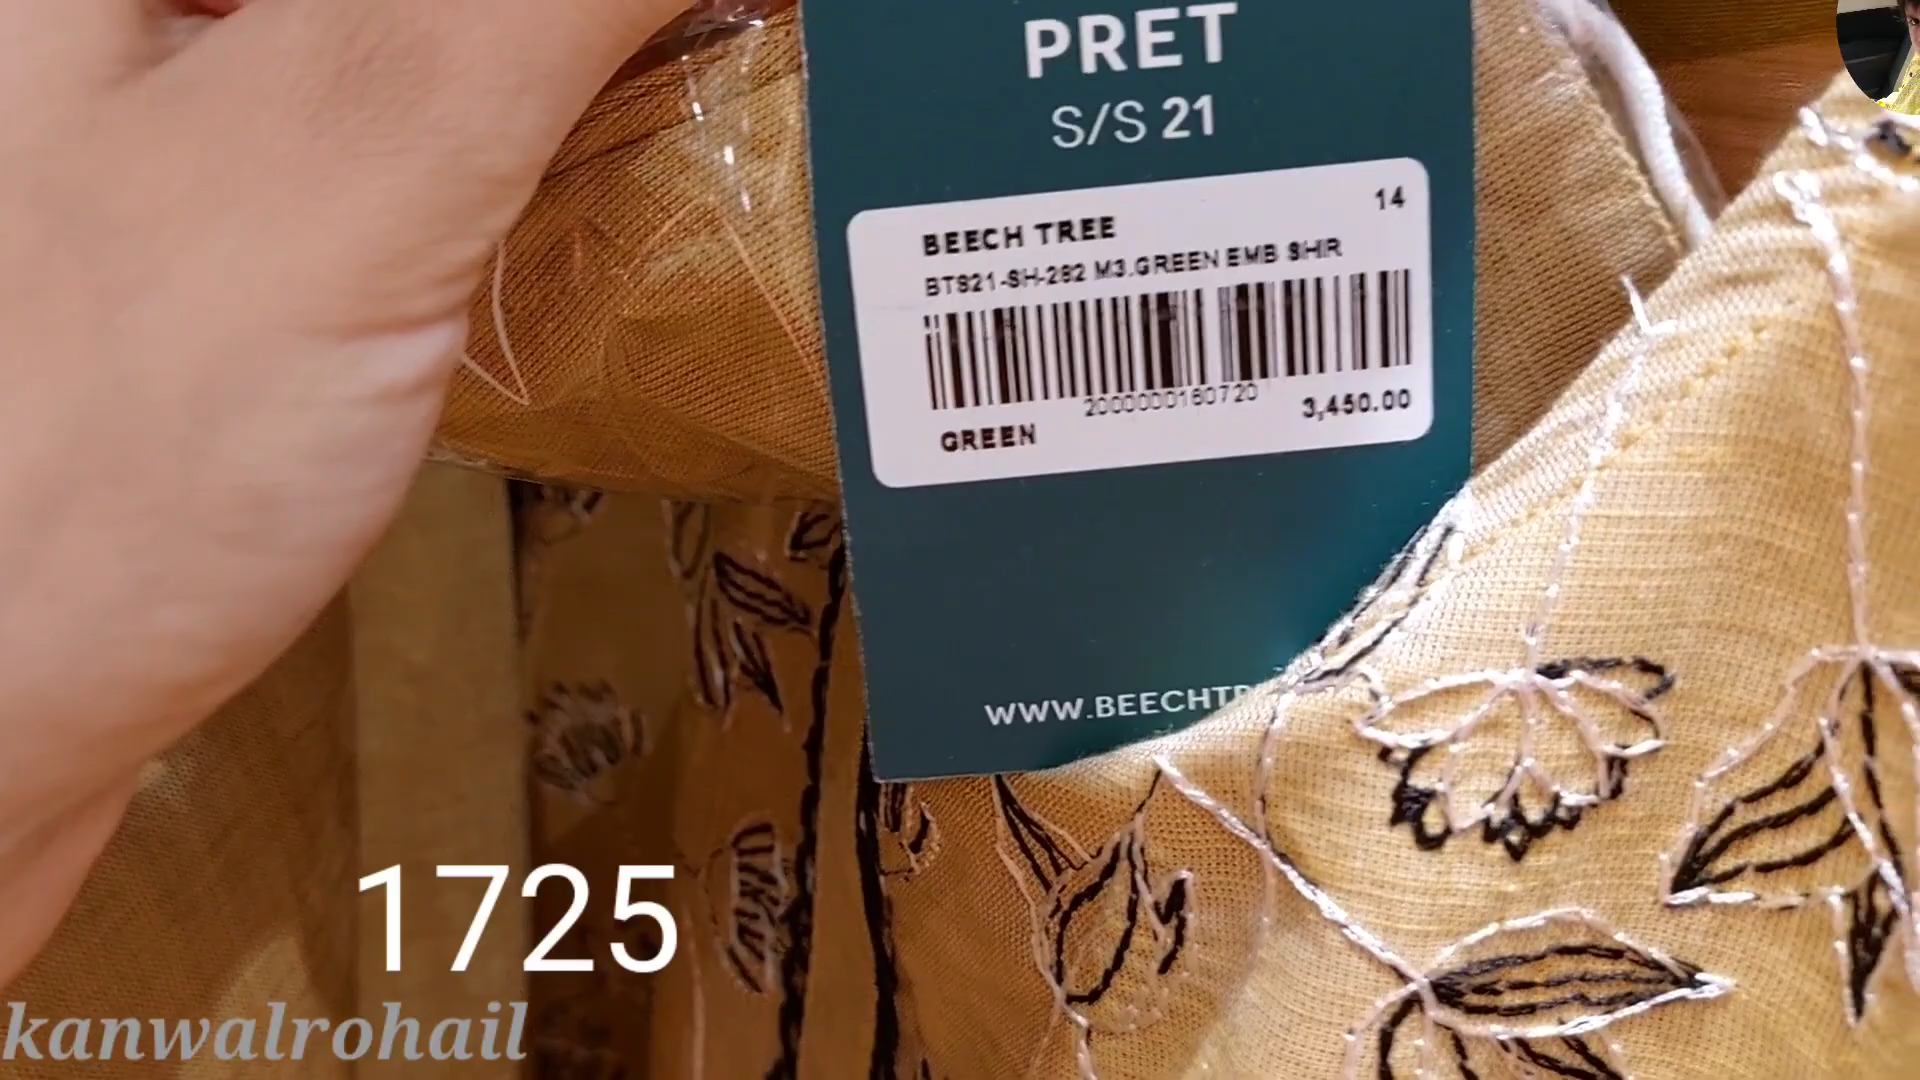 PRET
S/S 21
14
BEECH TREE
BTS21-SH-282 M3.GREEN EMB SHIR
2000000160720
3,450.00
GREEN
WWW.BEECHTR
1725
kanwalrohail